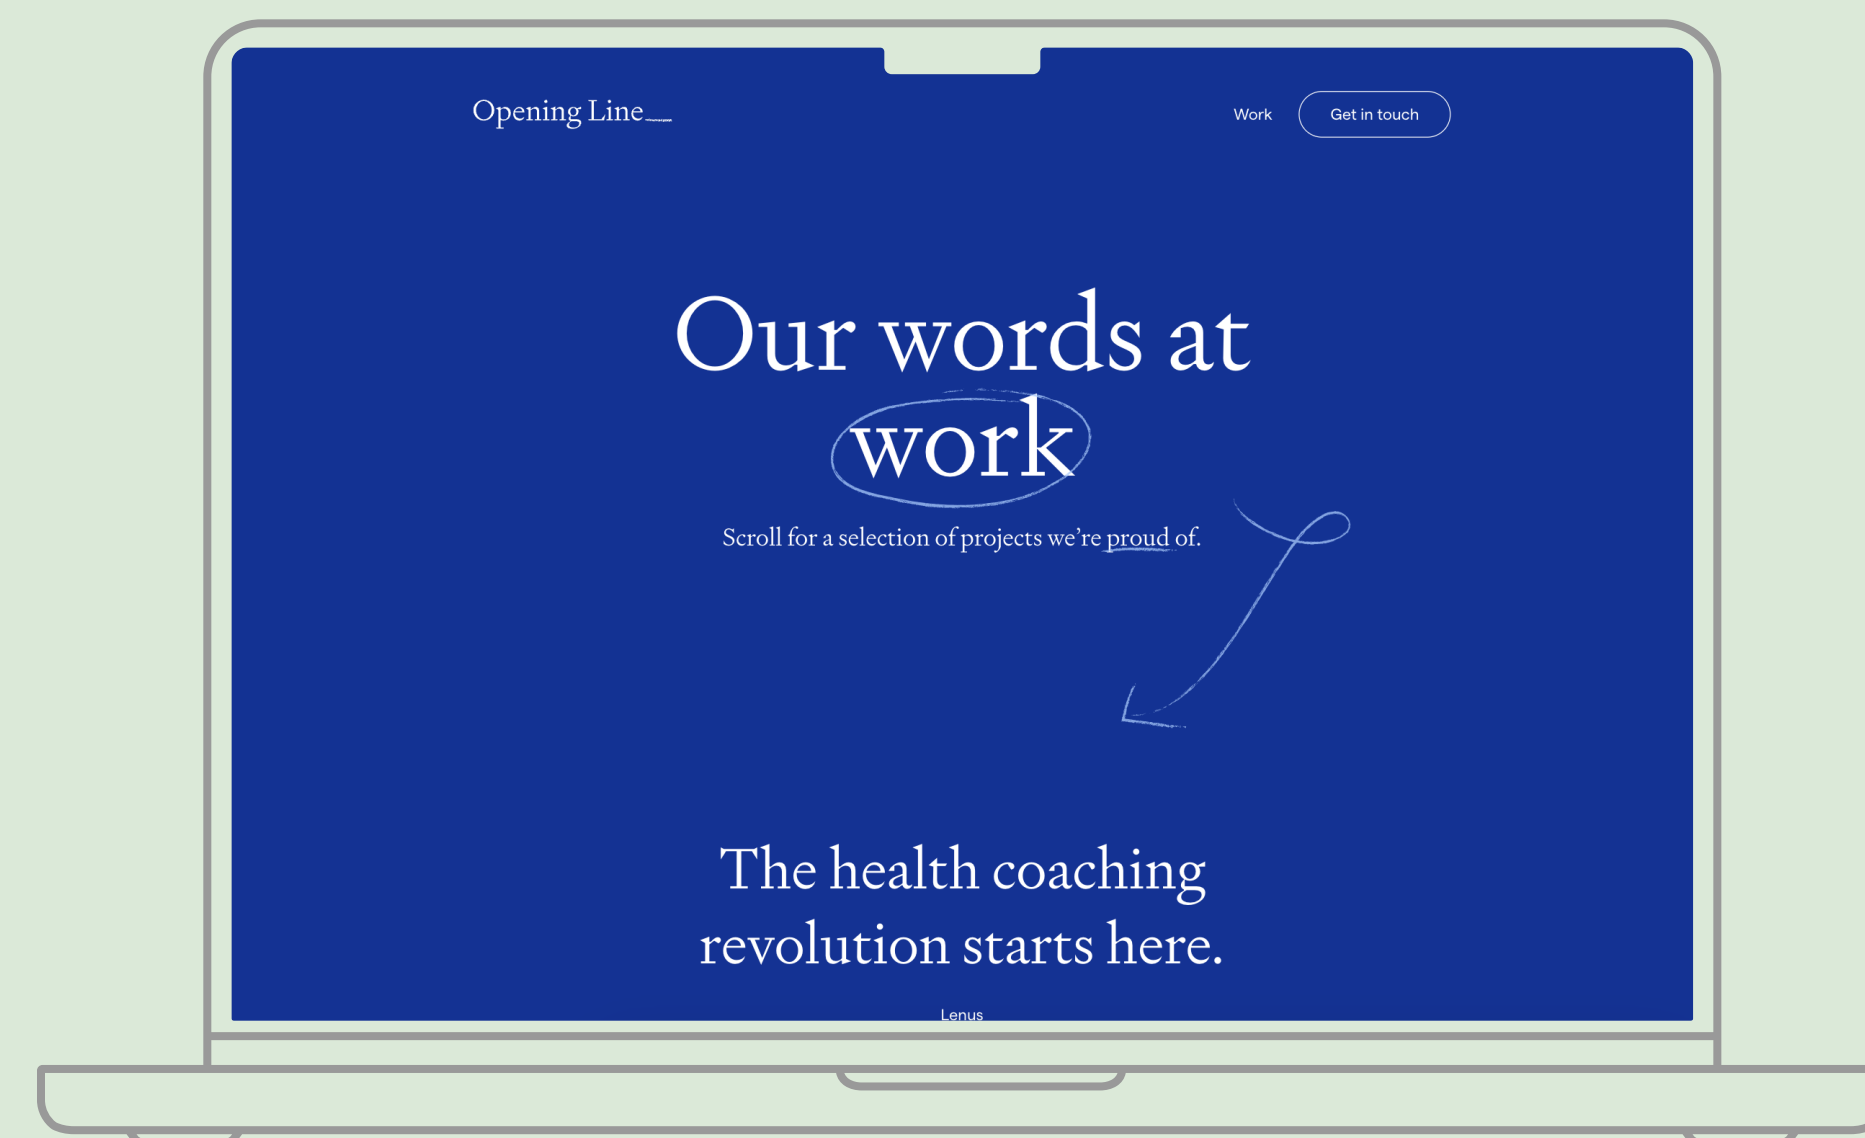 Opening Line
Work
Get in touch
Our words at
work
Scroll for a selection of projects we’re proud of.
The health coaching
revolution starts here.
Lenus